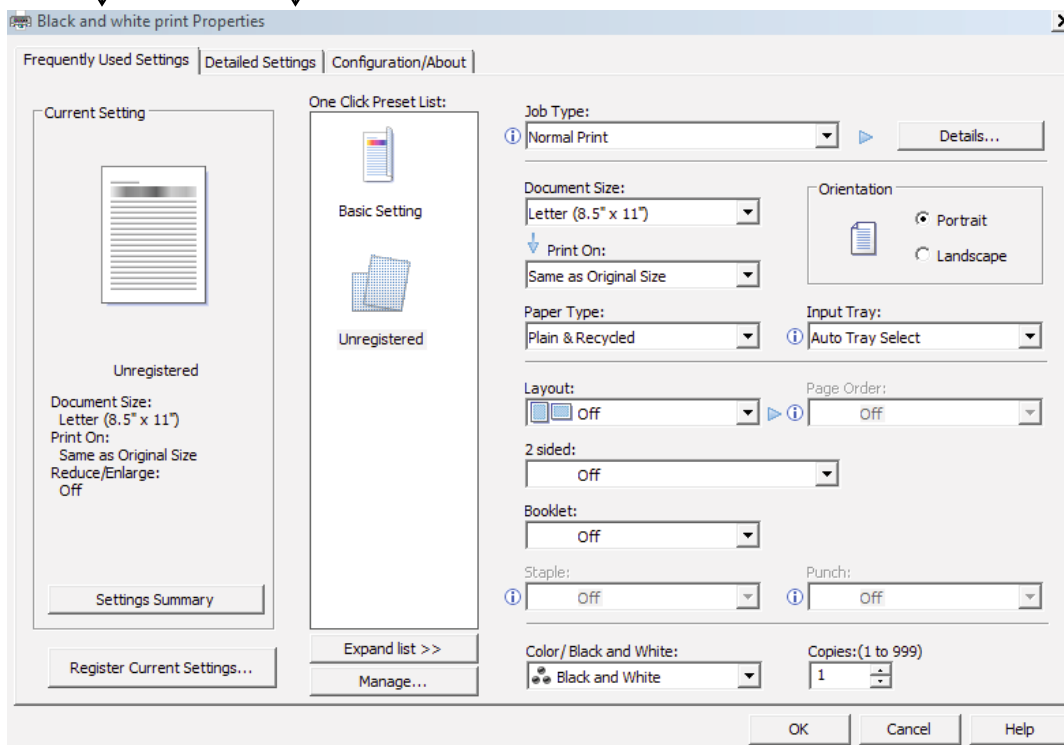 Black and white print Properties
Frequently Used Settings
Detailed Settings
Configuration/About
Current Setting
Unregistered
Document Size:
Letter (8.5" x 11")
Print On:
Same as Original Size
Reduce/Enlarge:
Off
Settings Summary
Register Current Settings...
One Click Preset List:
Basic Setting
Unregistered
Expand list >>
Manage...
Job Type:
Normal Print
Details...
Document Size:
Letter (8.5" x 11")
Print On:
Same as Original Size
Orientation
Portrait
Landscape
Paper Type:
Plain & Recycled
Input Tray:
Auto Tray Select
Layout:
Off
Page Order:
Off
2 sided:
Off
Booklet:
Off
Staple:
Off
Punch:
Off
Color/ Black and White:
Black and White
Copies:(1 to 999)
1
OK
Cancel
Help